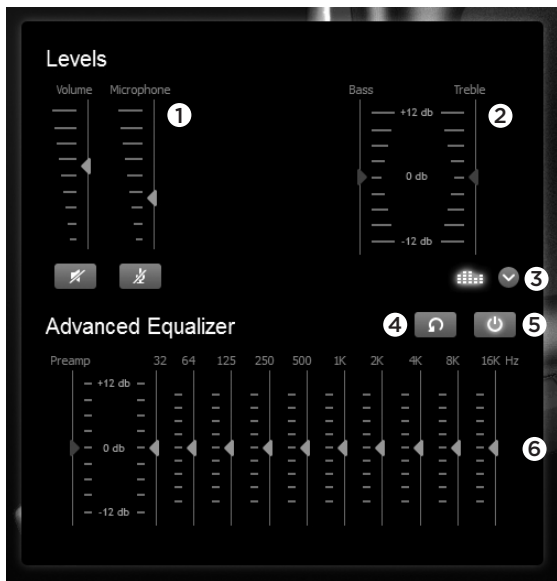 Levels
Volume Microphone Bass Treble
1 2
+12 db
0 db
-12 db
3
Advanced Equalizer 4 5
Preamp 32 64 125 250 500 1K 2K 4K 8K 16K Hz
+12 db
0 db 6
-12 db